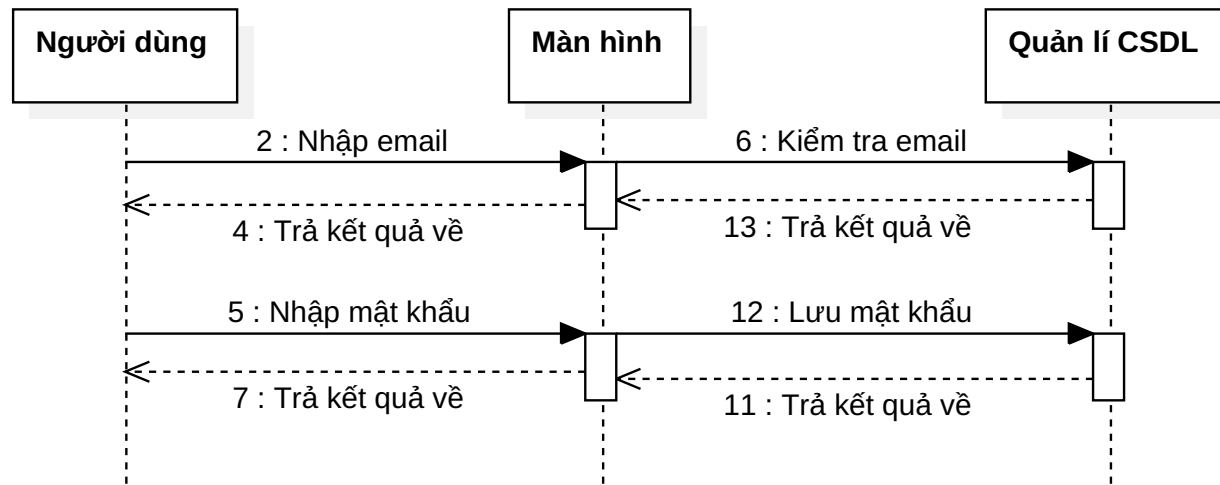 Người dùng
Màn hình
Quản lí CSDL
2 : Nhập email
6 : Kiểm tra email
4 : Trả kết quả về
13 : Trả kết quả về
5 : Nhập mật khẩu
12 : Lưu mật khẩu
7 : Trả kết quả về
11 : Trả kết quả về